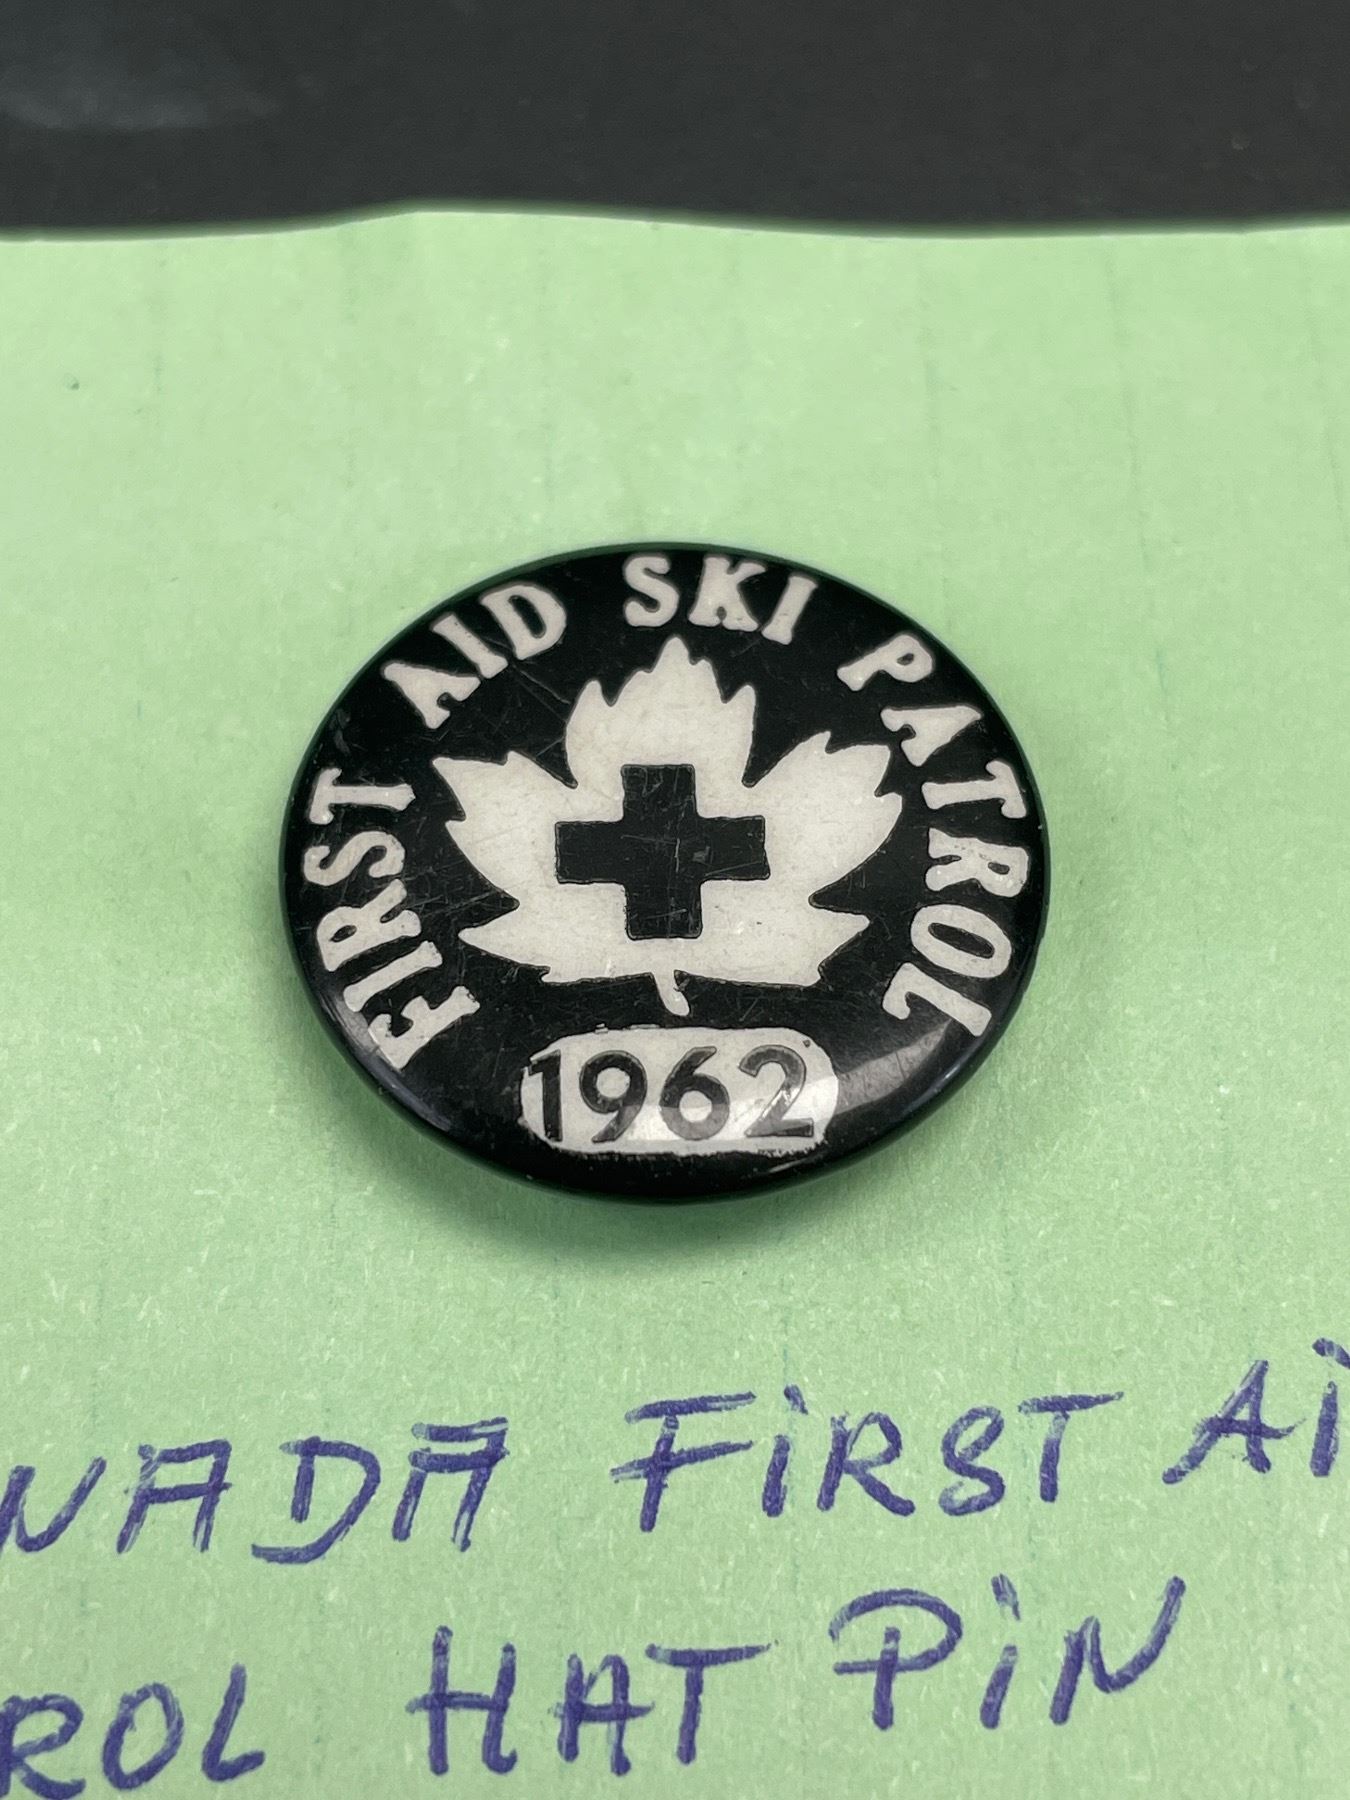 FIRST AID SKI PATROL
1962
NADA FiRST Ai
ROL HAT PiN